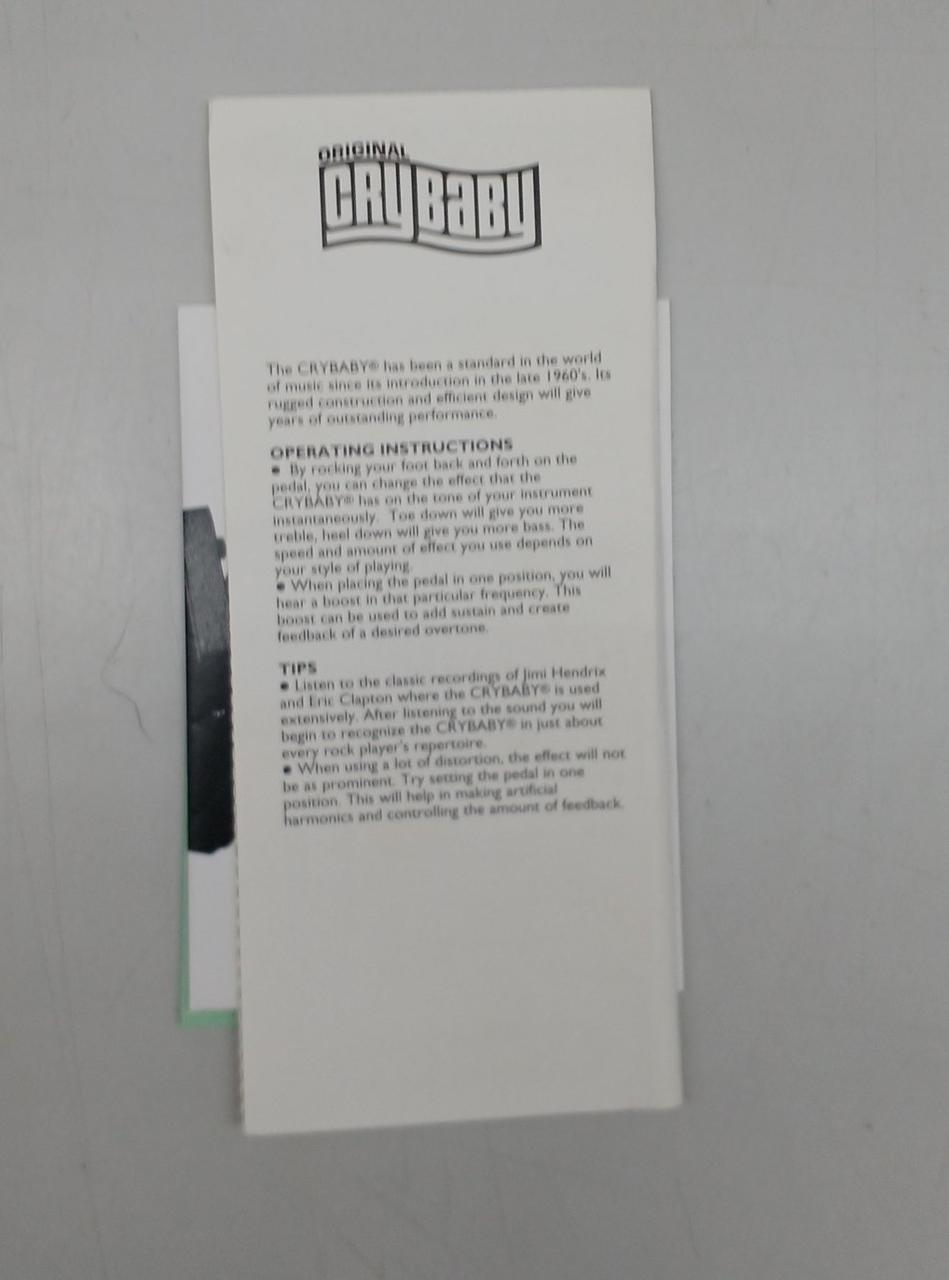 ORIGINAL
CRYBABY
The CRYBABY® has been a standard in the world
of music since its introduction in the late 1960's. Its
rugged construction and efficient design will give
years of outstanding performance.
OPERATING INSTRUCTIONS
• By rocking your foot back and forth on the
pedal, you can change the effect that the
CRYBABY® has on the tone of your instrument
instantaneously. Toe down will give you more
treble, heel down will give you more bass. The
speed and amount of effect you use depends on
your style of playing.
• When placing the pedal in one position, you will
hear a boost in that particular frequency. This
boost can be used to add sustain and create
feedback of a desired overtone.
TIPS
• Listen to the classic recordings of Jimi Hendrix
and Eric Clapton where the CRYBABY® is used
extensively. After listening to the sound you will
begin to recognize the CRYBABY® in just about
every rock player's repertoire.
• When using a lot of distortion, the effect will not
be as prominent. Try setting the pedal in one
position. This will help in making artificial
harmonics and controlling the amount of feedback.